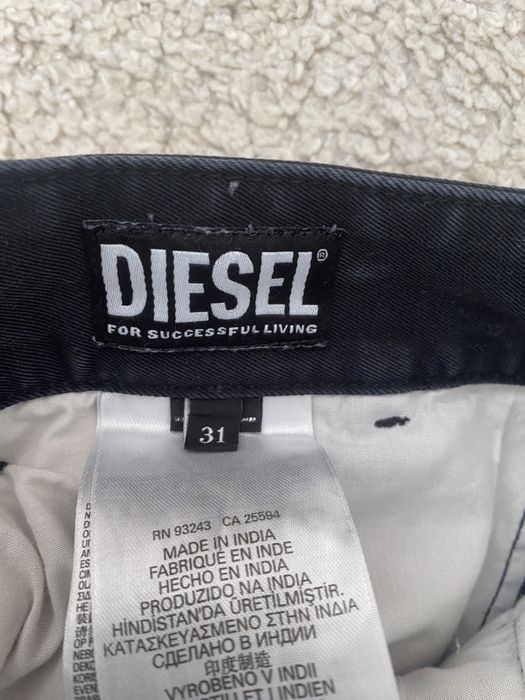 DIESEL®
FOR SUCCESSFUL LIVING
31
RN 93243 CA 25594
MADE IN INDIA
FABRIQUÉ EN INDE
HECHO EN INDIA
PRODUZIDO NA INDIA
HİNDİSTAN'DA ÜRETİLMİŞTİR.
ΚΑΤΑΣΚΕΥΑΣΜΕΝΟ ΣΤΗΝ ΙΝΔΙΑ
СДЕЛАНО В ИНДИИ
印度制造
VYROBENO V INDII